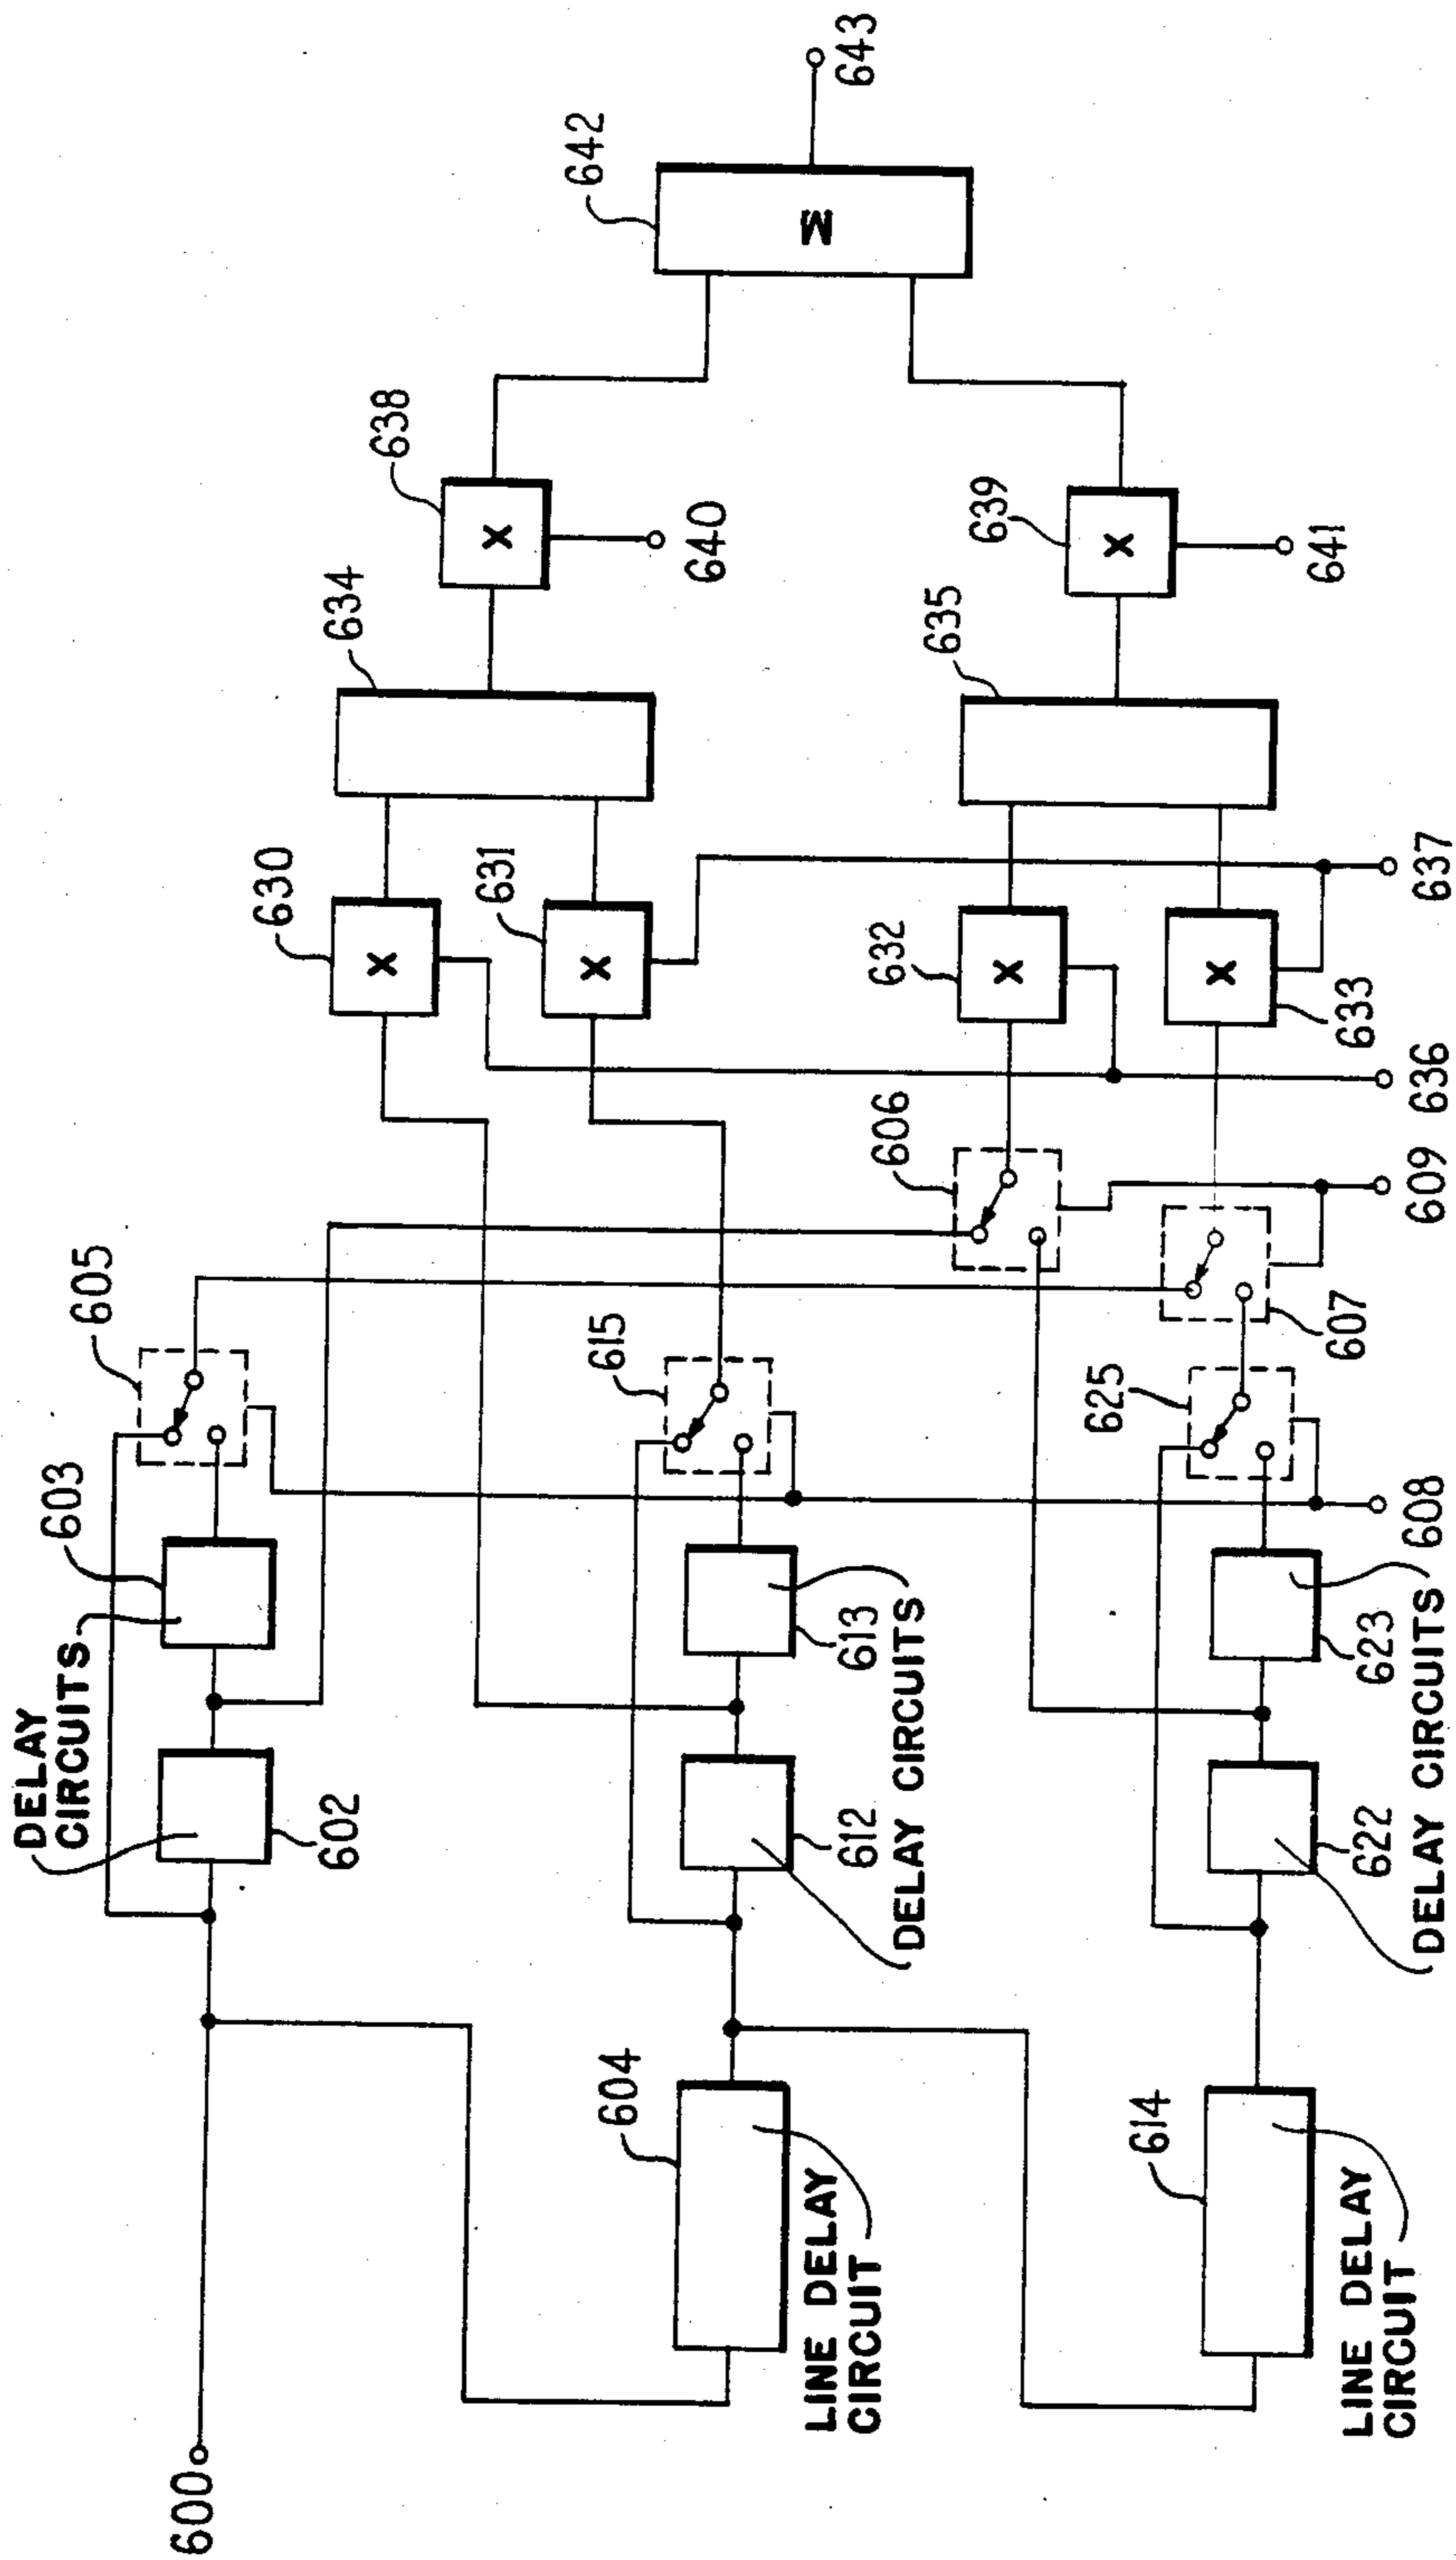 DELAY
CIRCUITS
603
605
602
600
630
634
638
642
M
643
X
640
631
X
X
615
613
612
DELAY CIRCUITS
604
LINE DELAY
CIRCUIT
606
632
X
635
639
X
641
633
X
637
636
609
607
625
608
623
622
DELAY CIRCUITS
614
LINE DELAY
CIRCUIT